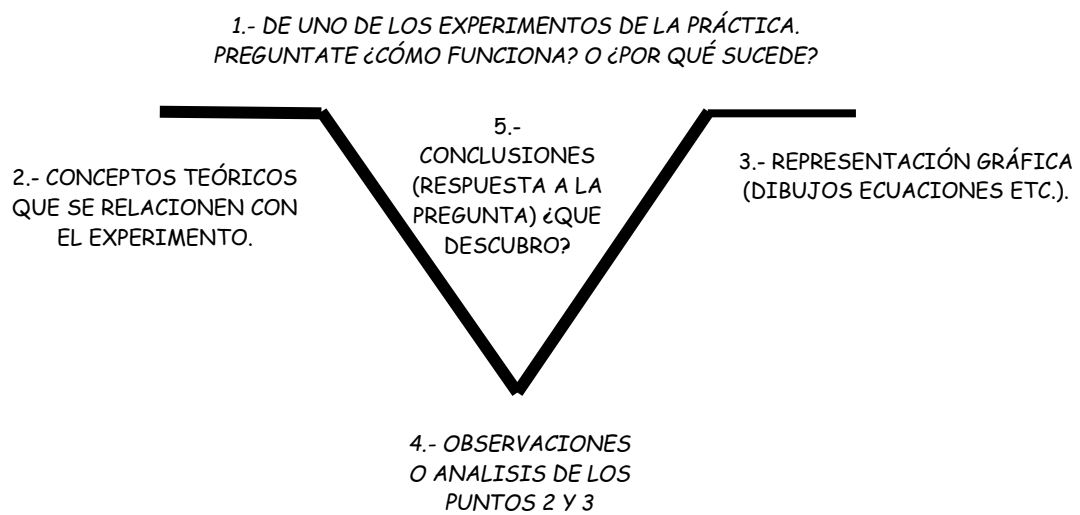 1.- DE UNO DE LOS EXPERIMENTOS DE LA PRÁCTICA.
PREGUNTATE ¿CÓMO FUNCIONA? O ¿POR QUÉ SUCEDE?
5.-
CONCLUSIONES
(RESPUESTA A LA
PREGUNTA) ¿QUE
DESCUBRO?
2.- CONCEPTOS TEÓRICOS
QUE SE RELACIONEN CON
EL EXPERIMENTO.
3.- REPRESENTACIÓN GRÁFICA
(DIBUJOS ECUACIONES ETC.).
4.- OBSERVACIONES
O ANALISIS DE LOS
PUNTOS 2 Y 3